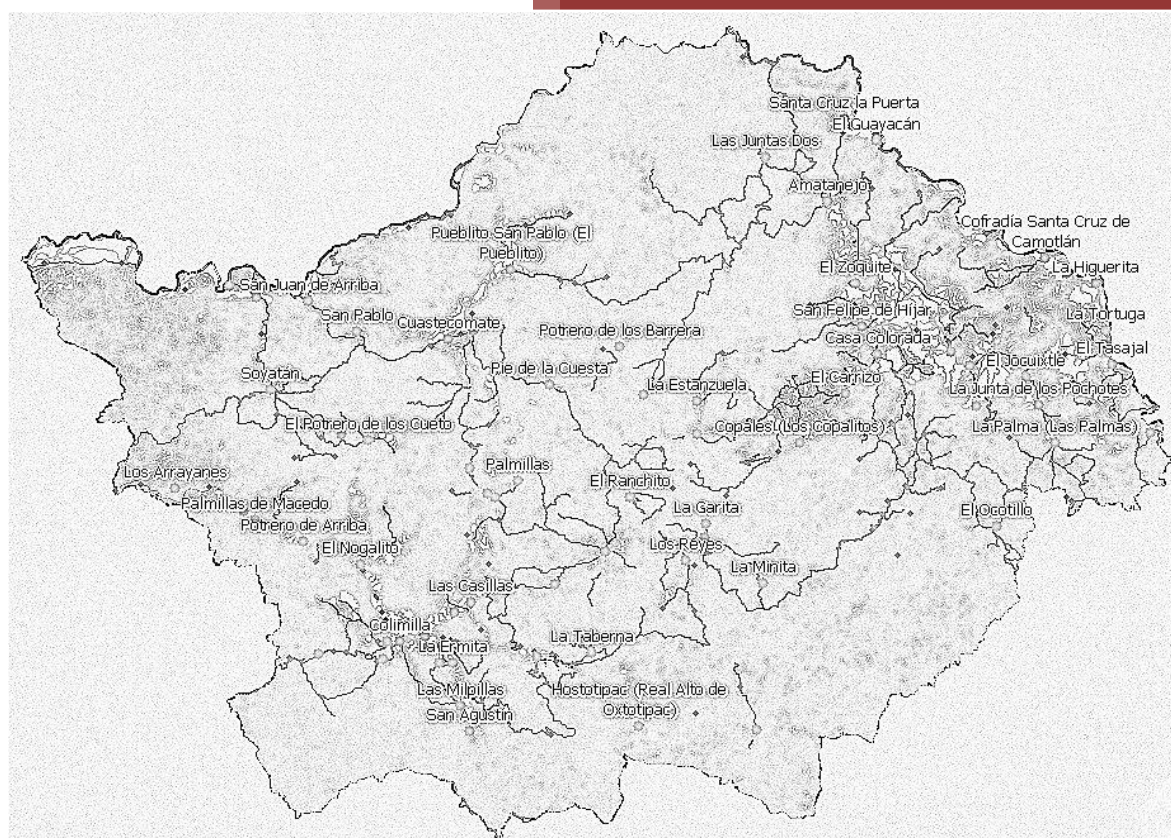 Santa Cruz la Puerta
El Guayacán
Las Juntas Dos
Amatanejo
Cofradía Santa Cruz de
Camotlán
Pueblito San Pablo (El
Pueblito)
El Zoquite
La Higuerita
San Juan de Arriba
San Pablo
Cuastecomate
San Felipe de Híjar
La Tortuga
Potrero de los Barrera
Casa Colorada
El Tasajal
El Jocuixtle
Pie de la Cuesta
Soyatán
La Estanzuela
El Carrizo
La Junta de los Pochotes
El Potrero de los Cueto
Copales (Los Copalitos)
La Palma (Las Palmas)
Los Arrayanes
Palmillas
El Ranchito
Palmillas de Macedo
La Garita
El Ocotillo
Potrero de Arriba
El Nogalito
Los Reyes
La Minita
Las Casillas
Colimilla
La Ermita
La Taberna
Las Milpillas
San Agustín
Hostotipac (Real Alto de
Oxtotipac)